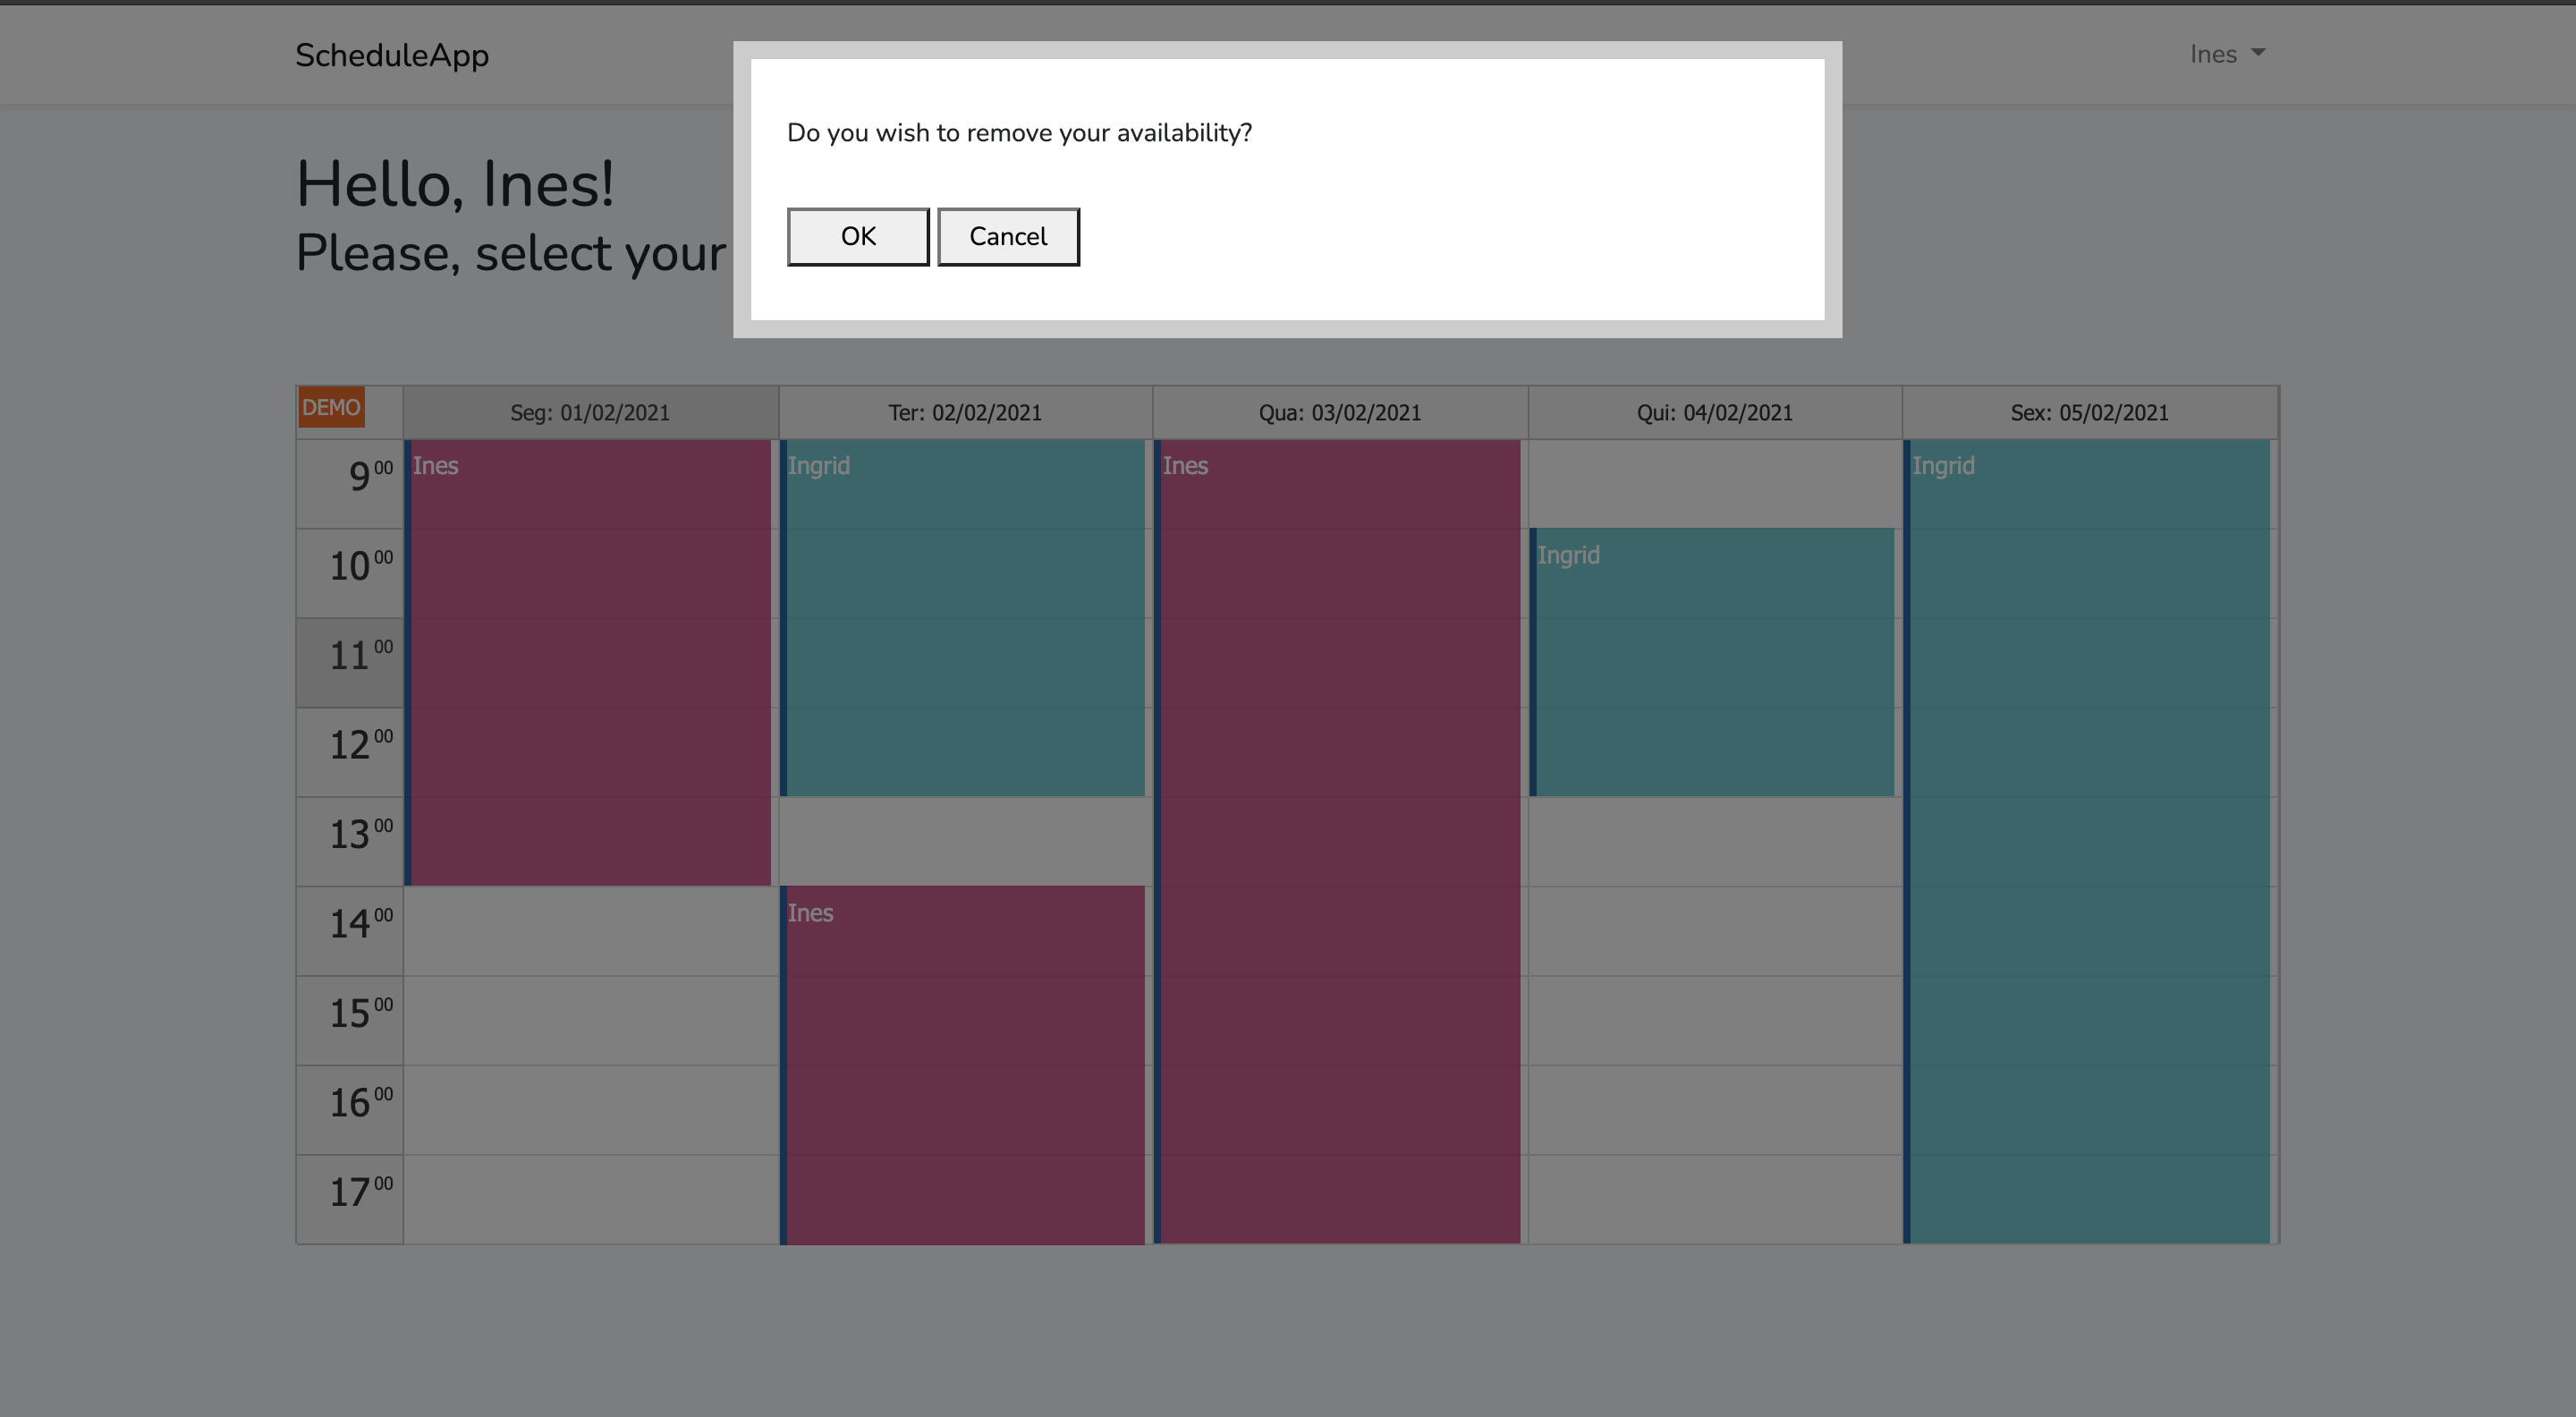 ScheduleApp
Ines
Do you wish to remove your availability?
OK Cancel
Hello, Ines!
Please, select your
DEMO
Seg: 01/02/2021 Ter: 02/02/2021 Qua: 03/02/2021 Qui: 04/02/2021 Sex: 05/02/2021
9 00 Ines Ingrid Ines Ingrid
10 00 Ingrid
11 00
12 00
13 00
14 00 Ines
15 00
16 00
17 00